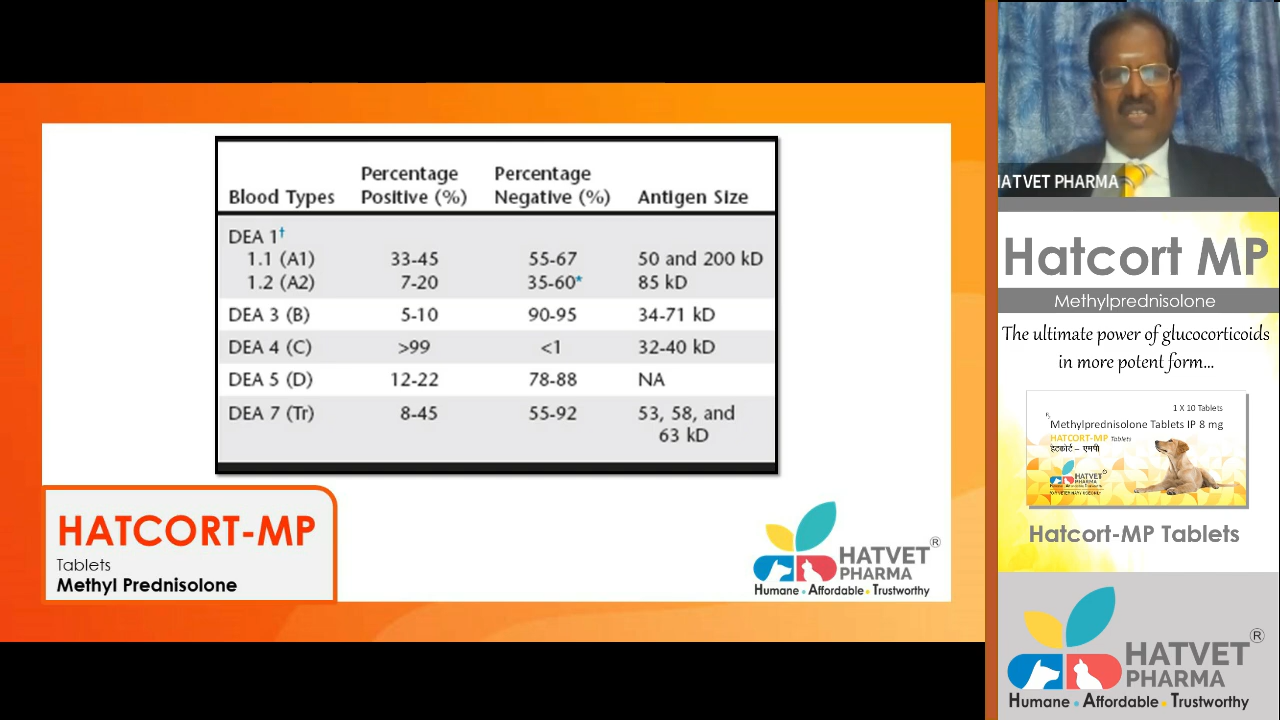 Blood Types Percentage Positive (%) Percentage Negative (%) Antigen Size
DEA 1†
1.1 (A1) 33-45 55-67 50 and 200 kD
1.2 (A2) 7-20 35-60* 85 kD
DEA 3 (B) 5-10 90-95 34-71 kD
DEA 4 (C) >99 <1 32-40 kD
DEA 5 (D) 12-22 78-88 NA
DEA 7 (Tr) 8-45 55-92 53, 58, and
63 kD
HATCORT-MP
Tablets
Methyl Prednisolone
HATVET ®
PHARMA
Humane • Affordable • Trustworthy
HATVET PHARMA
Hatcort MP
Methylprednisolone
The ultimate power of glucocorticoids
in more potent form...
1 X 10 Tablets
Methylprednisolone Tablets IP 8 mg
HATCORT-MP Tablets
हेटकोर्ट – एमपी
HATVET
PHARMA
Hatcort-MP Tablets
HATVET ®
PHARMA
Humane • Affordable • Trustworthy